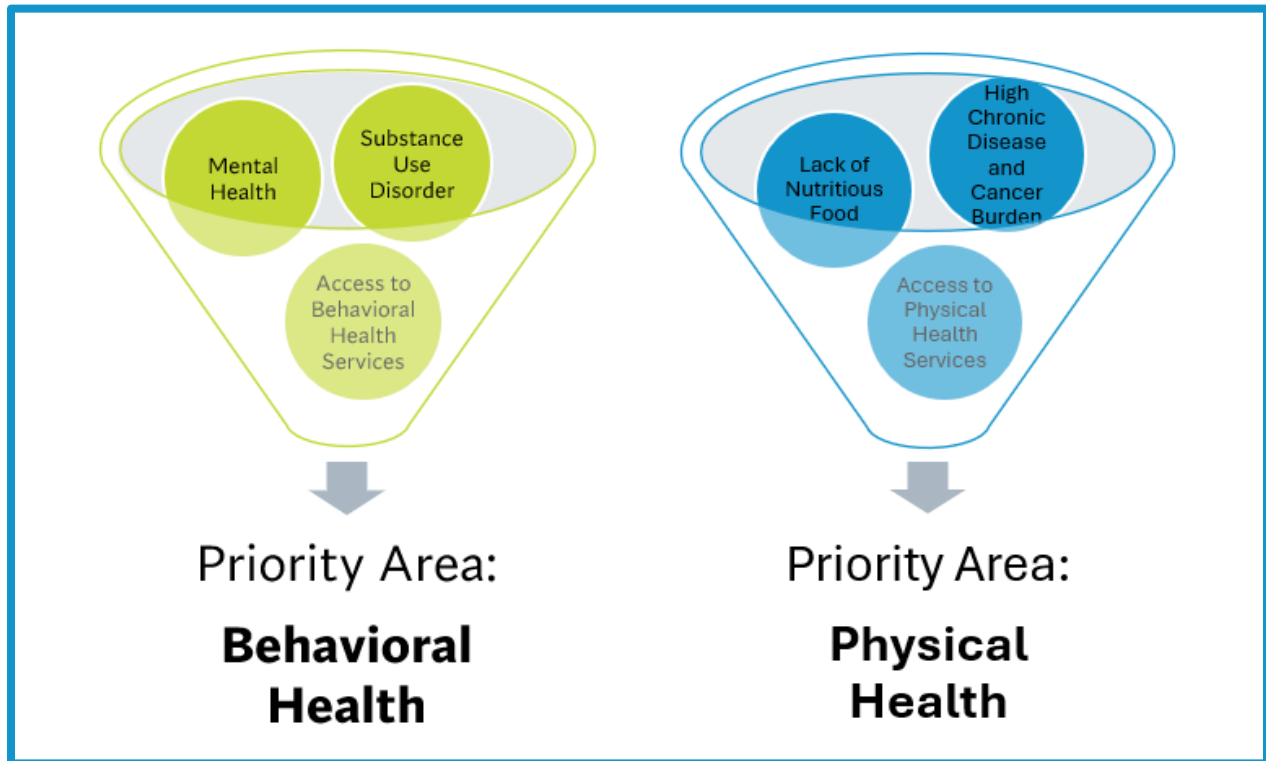 Mental
Health
Substance
Use
Disorder
Access to
Behavioral
Health
Services
Priority Area:
Behavioral
Health
Lack of
Nutritious
Food
High
Chronic
Disease
and
Cancer
Burden
Access to
Physical
Health
Services
Priority Area:
Physical
Health